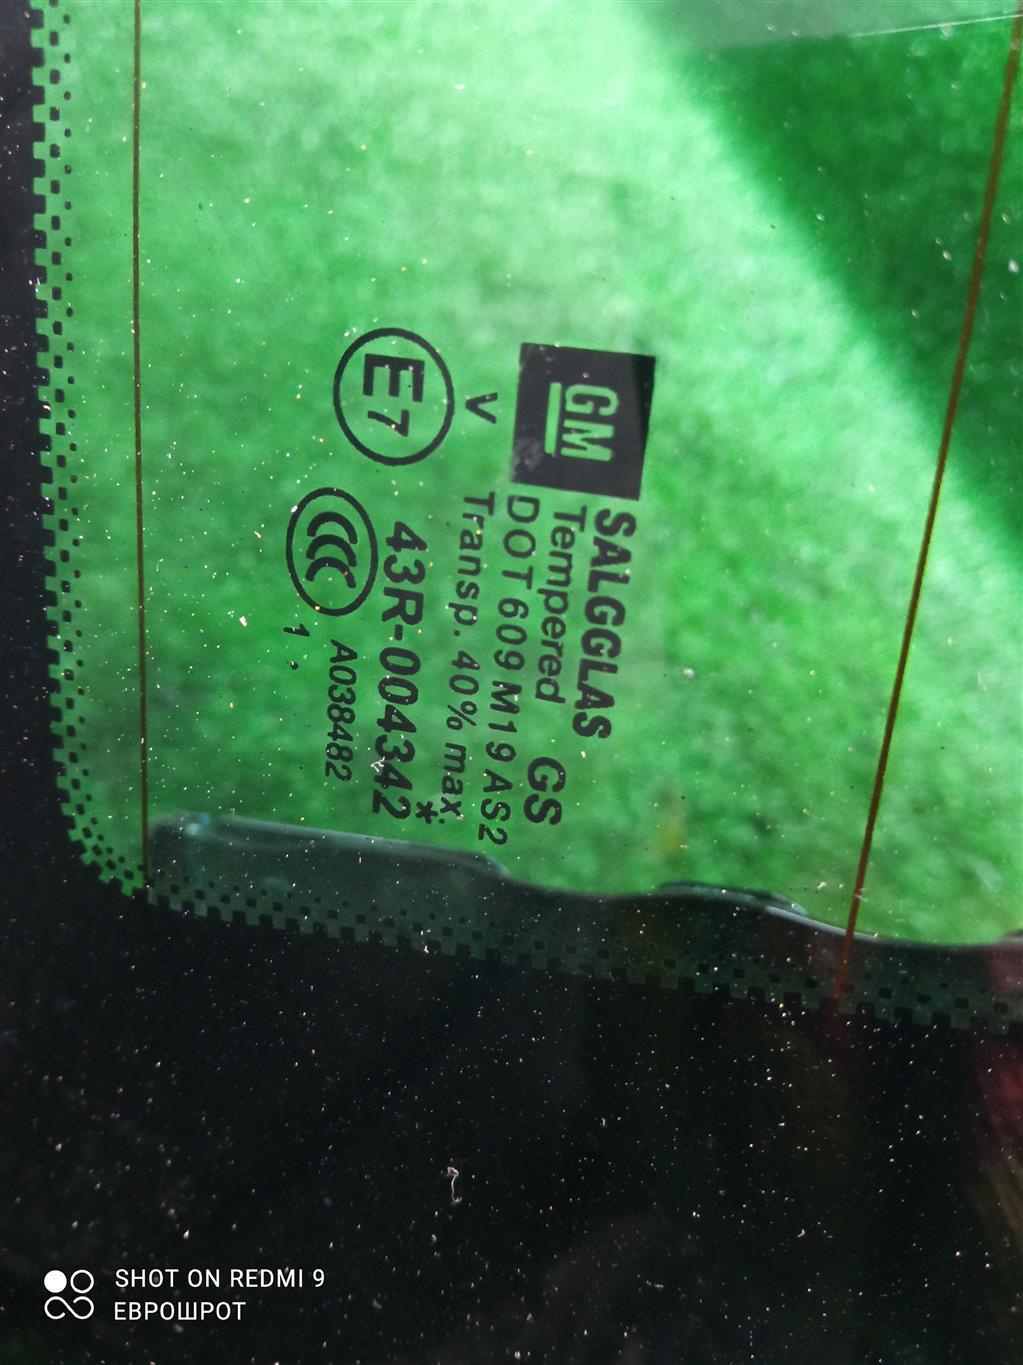 GM
SALGGLAS
Tempered GS
DOT 609 M19 AS2
V Transp. 40% max.
*
E7 43R-004342
CCC A038482
1 .
SHOT ON REDMI 9
ЕВРОШРОТ